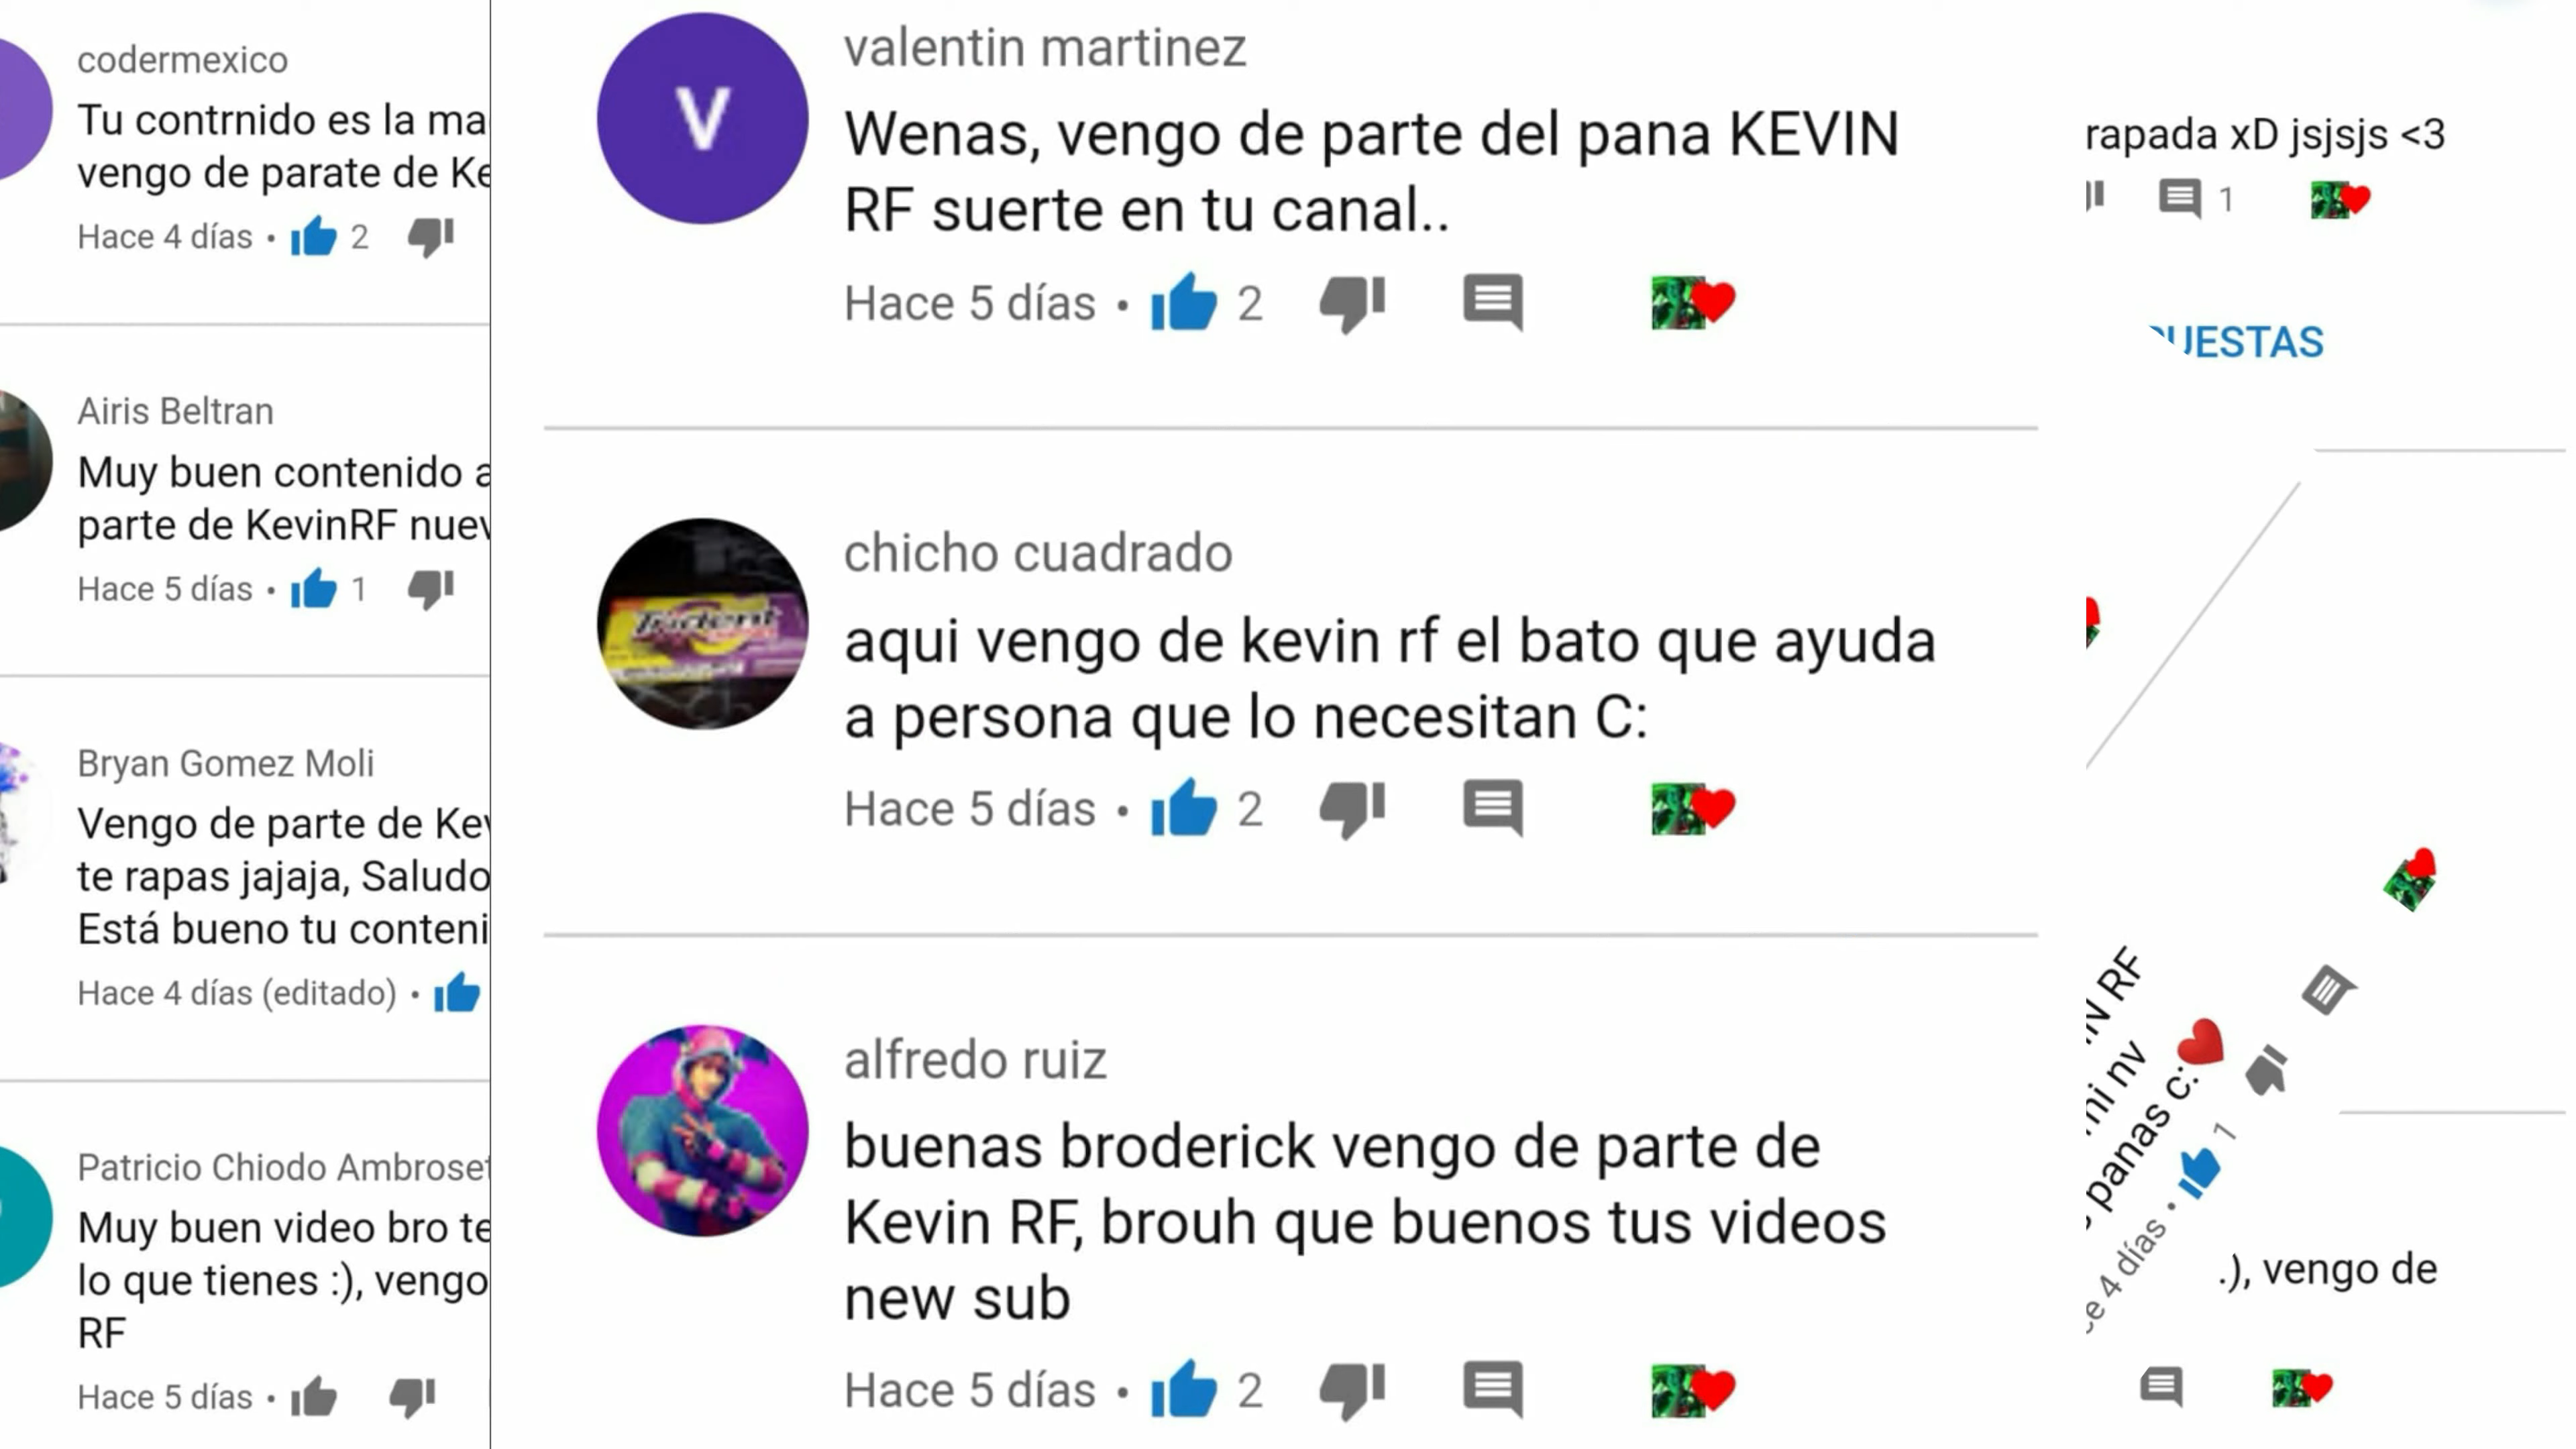 codermexico
Tu contrnido es la ma
vengo de parate de Ke
Hace 4 días • 2
Airis Beltran
Muy buen contenido a
parte de KevinRF nuev
Hace 5 días • 1
Bryan Gomez Moli
Vengo de parte de Kev
te rapas jajaja, Saludo
Está bueno tu conteni
Hace 4 días (editado) •
Patricio Chiodo Ambroset
Muy buen video bro te
lo que tienes :), vengo
RF
Hace 5 días •
V
valentin martinez
Wenas, vengo de parte del pana KEVIN
RF suerte en tu canal..
Hace 5 días • 2
Trident
chicho cuadrado
aqui vengo de kevin rf el bato que ayuda
a persona que lo necesitan C:
Hace 5 días • 2
alfredo ruiz
buenas broderick vengo de parte de
Kevin RF, brouh que buenos tus videos
new sub
Hace 5 días • 2
rapada xD jsjsjs <3
1
UESTAS
N RF
ni nv
panas c:❤
e 4 días • 1
.), vengo de